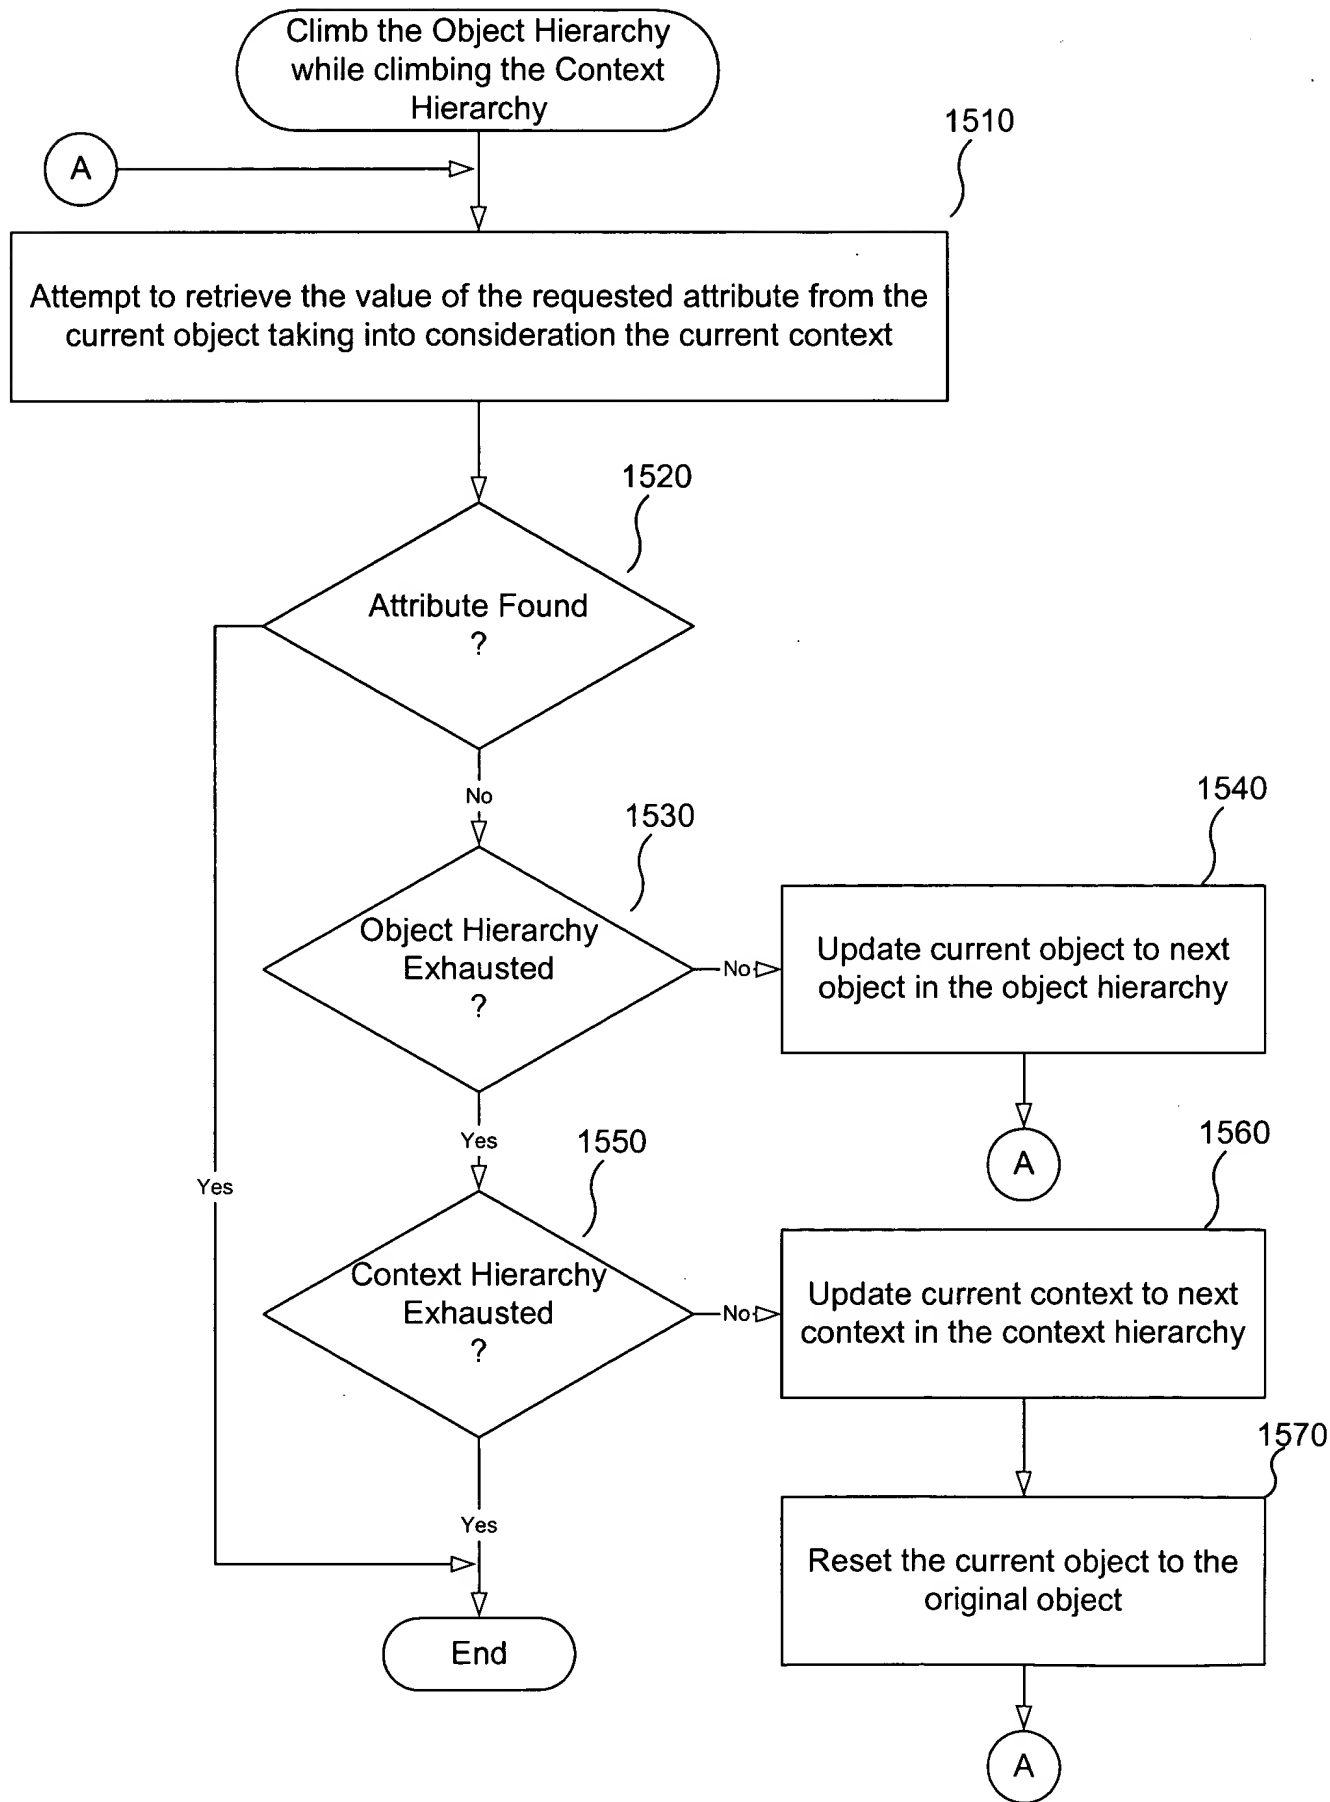 Climb the Object Hierarchy
while climbing the Context
Hierarchy
A
1510
Attempt to retrieve the value of the requested attribute from the
current object taking into consideration the current context
1520
Attribute Found
?
No
1530
Object Hierarchy
Exhausted
?
No
1540
Update current object to next
object in the object hierarchy
A
Yes
Yes
1550
Context Hierarchy
Exhausted
?
No
1560
Update current context to next
context in the context hierarchy
1570
Reset the current object to the
original object
A
Yes
End